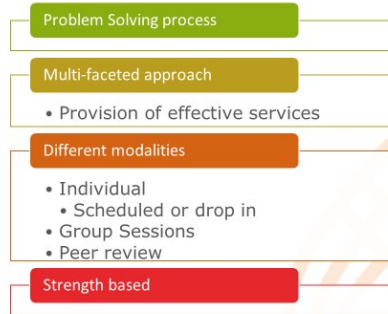 Problem Solving process
Multi-faceted approach
• Provision of effective services
Different modalities
• Individual
• Scheduled or drop in
• Group Sessions
• Peer review
Strength based